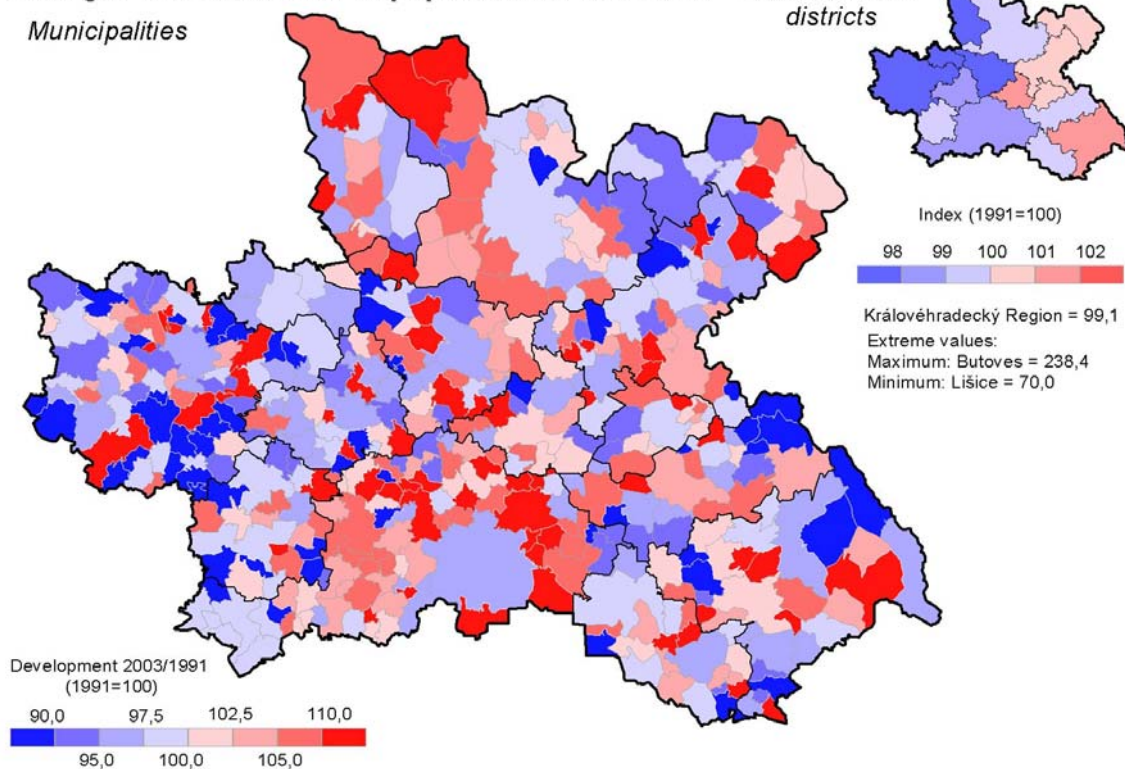 Municipalities
districts
Index (1991=100)
98 99 100 101 102
Královéhradecký Region = 99,1
Extreme values:
Maximum: Butoves = 238,4
Minimum: Lišice = 70,0
Development 2003/1991
(1991=100)
90,0 97,5 102,5 110,0
95,0 100,0 105,0